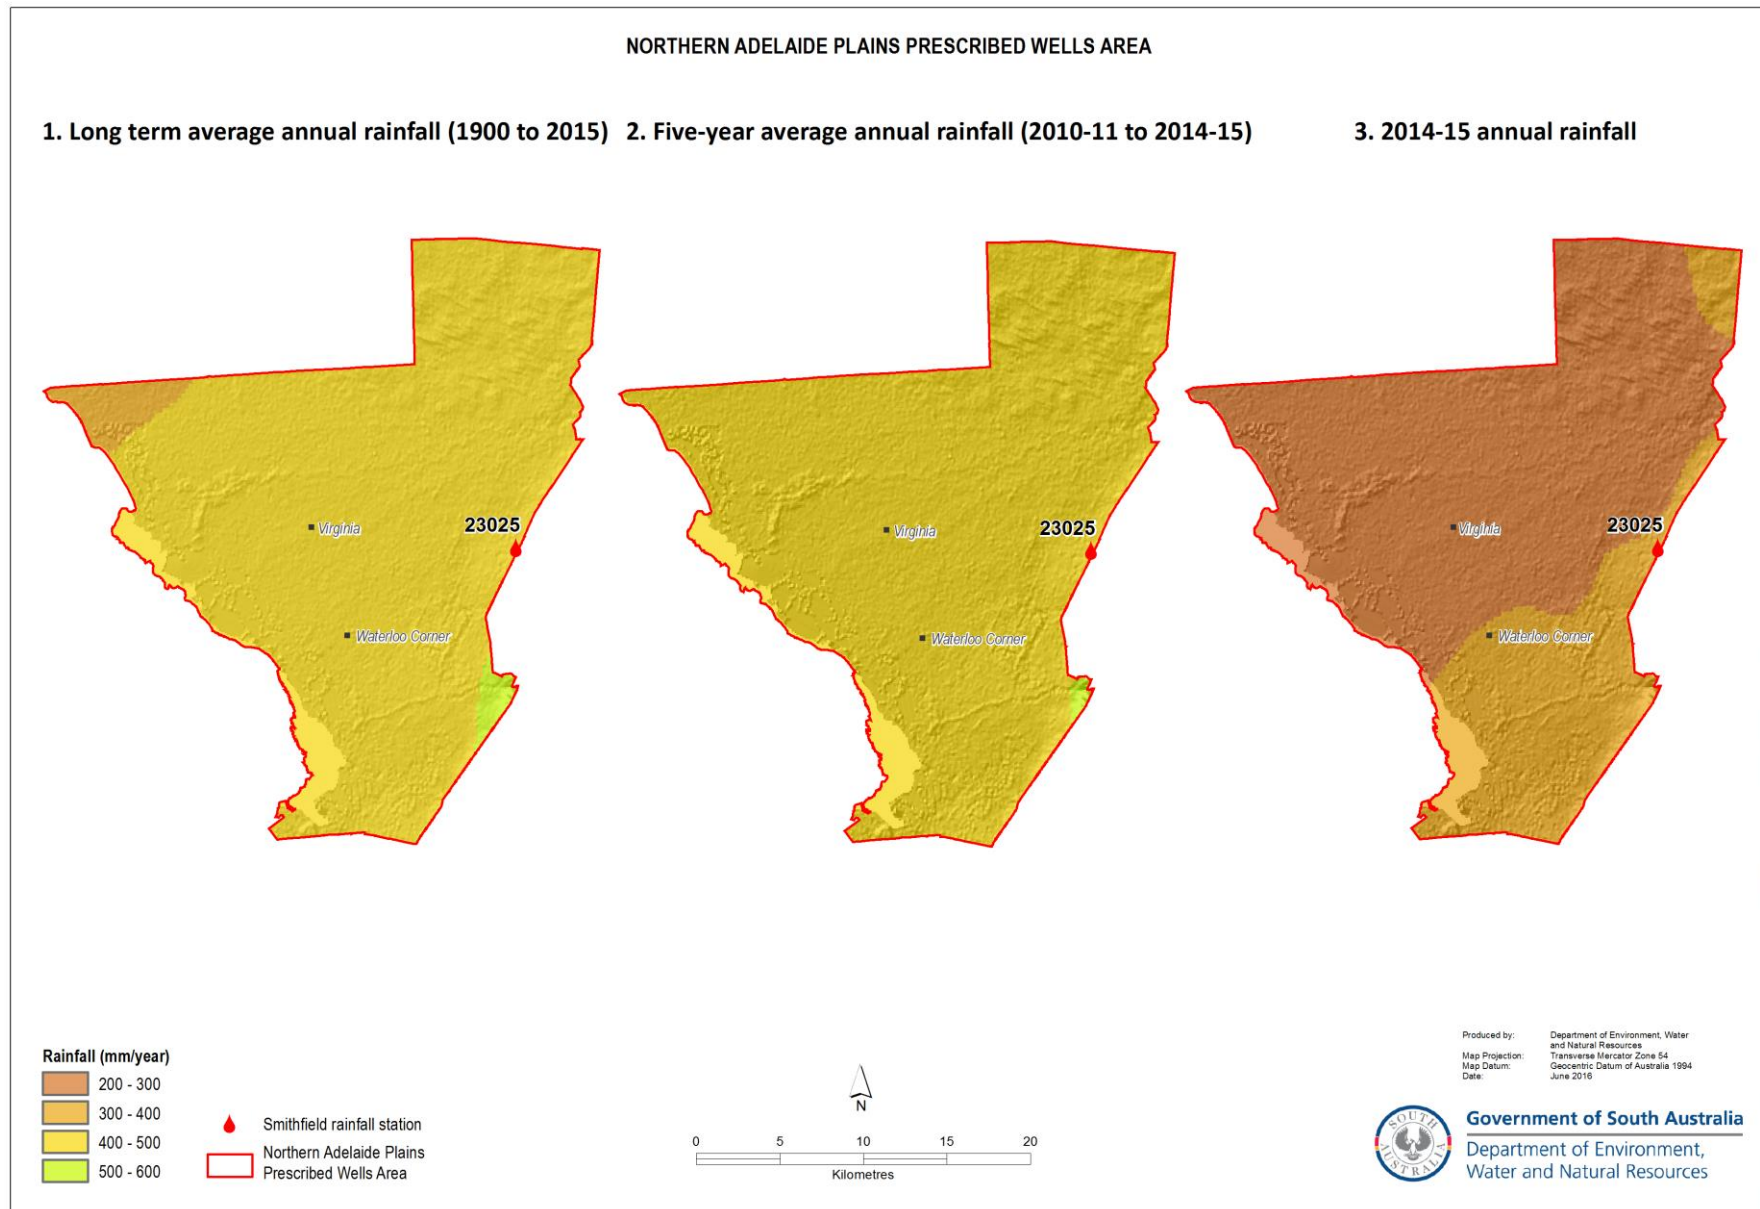 NORTHERN ADELAIDE PLAINS PRESCRIBED WELLS AREA
1. Long term average annual rainfall (1900 to 2015)
2. Five-year average annual rainfall (2010-11 to 2014-15)
3. 2014-15 annual rainfall
Virginia
23025
Waterloo Corner
Virginia
23025
Waterloo Corner
Virginia
23025
Waterloo Corner
Rainfall (mm/year)
200 - 300
300 - 400
400 - 500
500 - 600
Smithfield rainfall station
Northern Adelaide Plains
Prescribed Wells Area
N
0 5 10 15 20
Kilometres
Produced by: Department of Environment, Water
and Natural Resources
Map Projection: Transverse Mercator Zone 54
Map Datum: Geocentric Datum of Australia 1994
Date: June 2016
SOUTH
AUSTRALIA
Government of South Australia
Department of Environment,
Water and Natural Resources